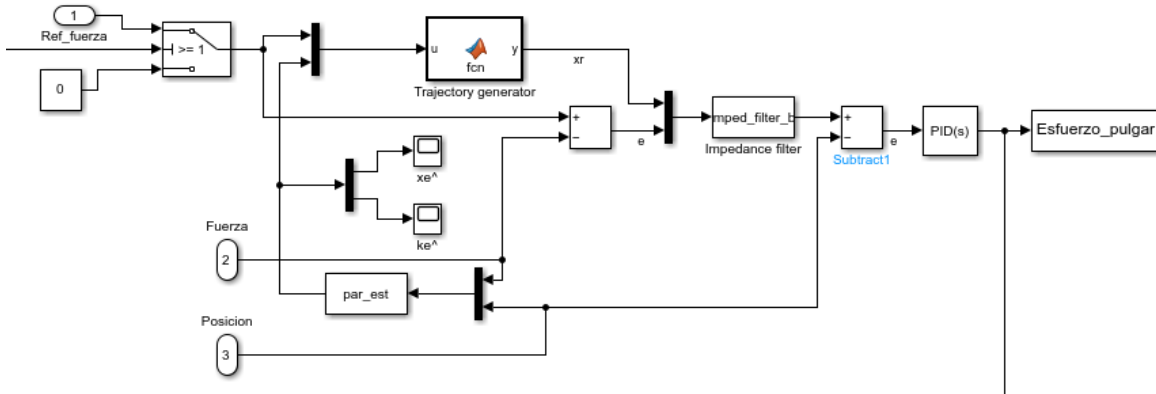 1
Ref_fuerza
>= 1
0
u
fcn
y
Trajectory generator
xr
+
−
e
mped_filter_b
Impedance filter
+
−
Subtract1
e
PID(s)
Esfuerzo_pulgar
xe^
ke^
Fuerza
2
par_est
Posicion
3